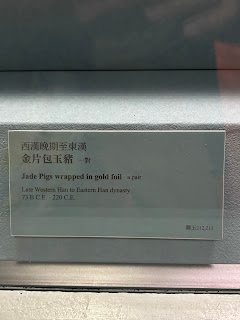 西漢晚期至東漢
金片包玉豬 一對
Jade Pigs wrapped in gold foil a pair
Late Western Han to Eastern Han dynasty
75 B.C.E. - 220 C.E.